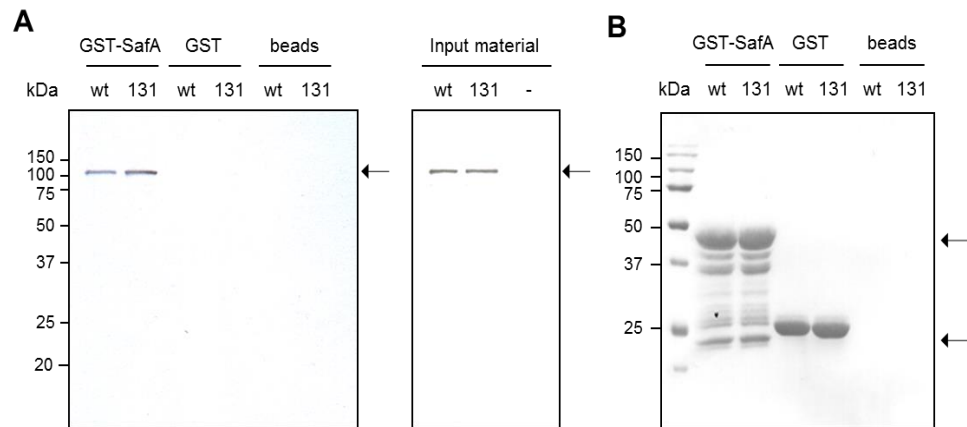 A
GST-SafA GST beads Input material
kDa wt 131 wt 131 wt 131 wt 131 -
150
100
75
50
37
25
20
B
GST-SafA GST beads
kDa wt 131 wt 131 wt 131
150
100
75
50
37
25